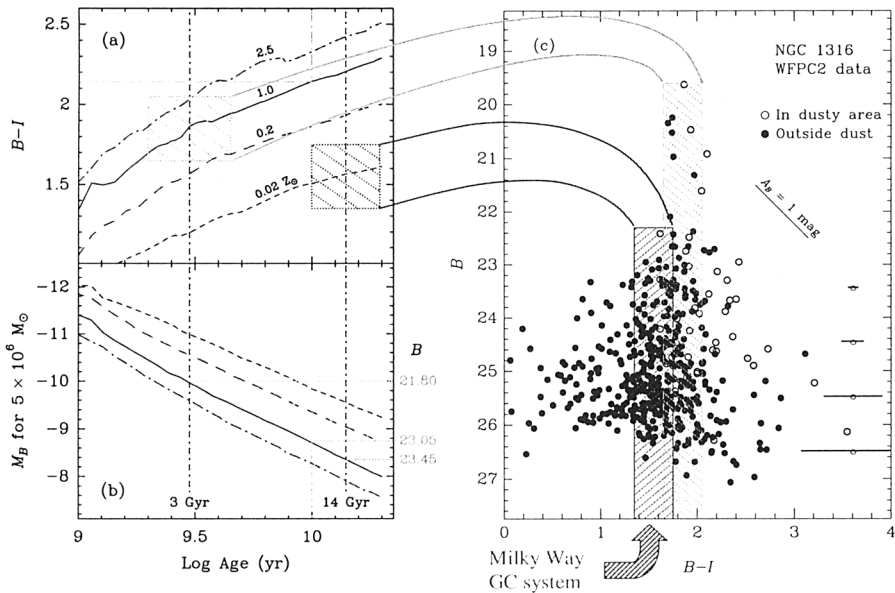 (a)
2.5
2.5
1.0
2
B-I
0.2
1.5
0.02 Z⊙
-12
-11
M_B for 5 × 10⁶ M⊙
B
-10
21.80
-9
23.05
23.45
-8
(b)
3 Gyr
14 Gyr
9
9.5
10
Log Age (yr)
(c)
NGC 1316
WFPC2 data
○ In dusty area
● Outside dust
A_B = 1 mag
18
19
20
21
22
B
23
24
25
26
27
0
1
2
3
4
B-I
Milky Way
GC system